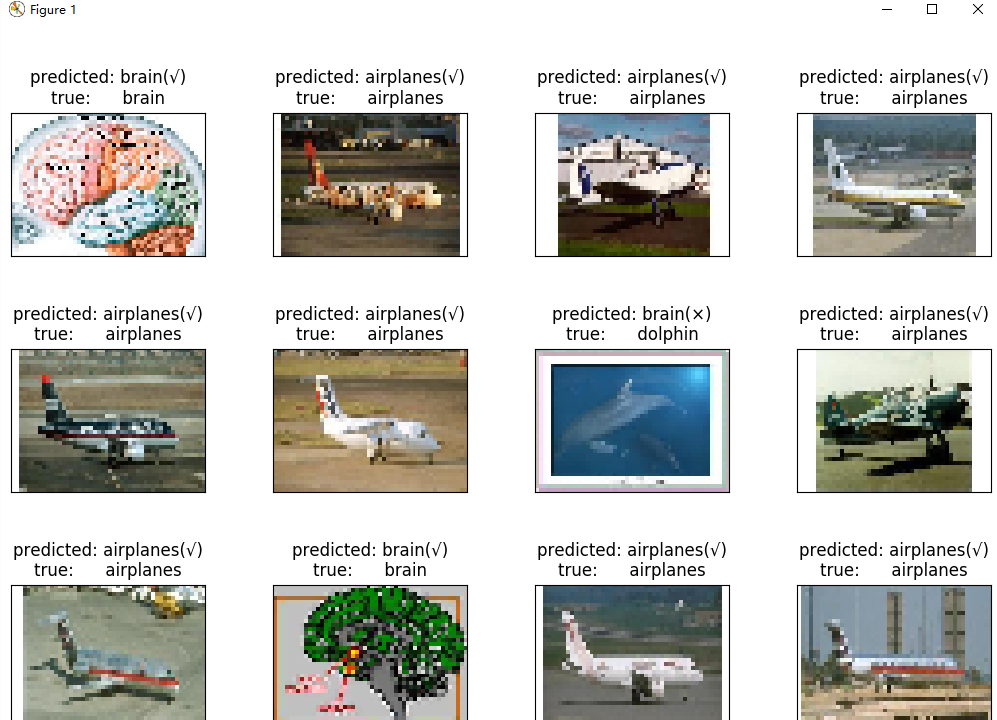 Figure 1
predicted: brain(√)
true: brain
predicted: airplanes(√)
true: airplanes
predicted: airplanes(√)
true: airplanes
predicted: airplanes(√)
true: airplanes
predicted: airplanes(√)
true: airplanes
predicted: airplanes(√)
true: airplanes
predicted: brain(×)
true: dolphin
predicted: airplanes(√)
true: airplanes
predicted: airplanes(√)
true: airplanes
predicted: brain(√)
true: brain
predicted: airplanes(√)
true: airplanes
predicted: airplanes(√)
true: airplanes